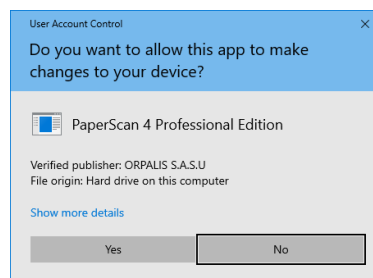 User Account Control
Do you want to allow this app to make
changes to your device?
PaperScan 4 Professional Edition
Verified publisher: ORPALIS S.A.S.U
File origin: Hard drive on this computer
Show more details
Yes
No